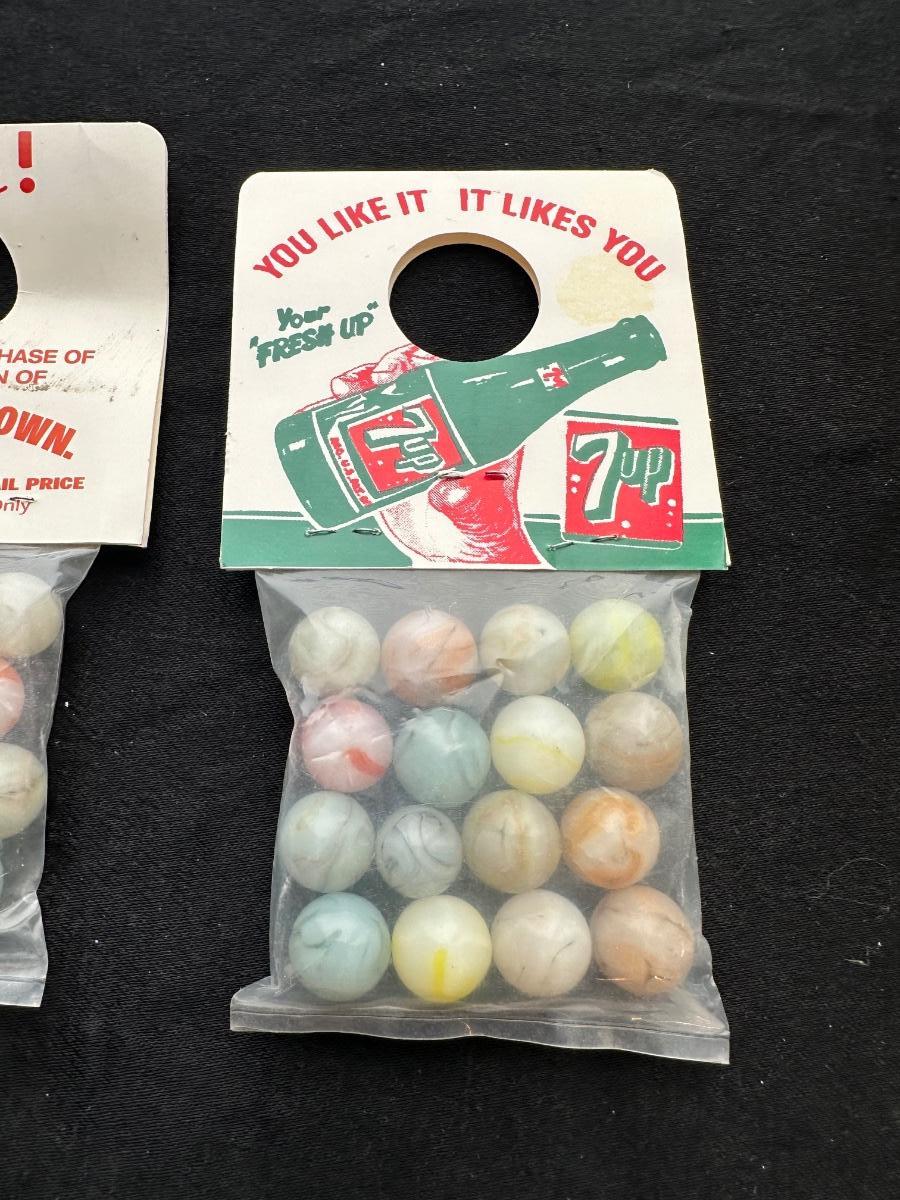 !
HASE OF
N OF
OWN.
IL PRICE
only
YOU LIKE IT IT LIKES YOU
Your
"FRESH UP"
7up
7up